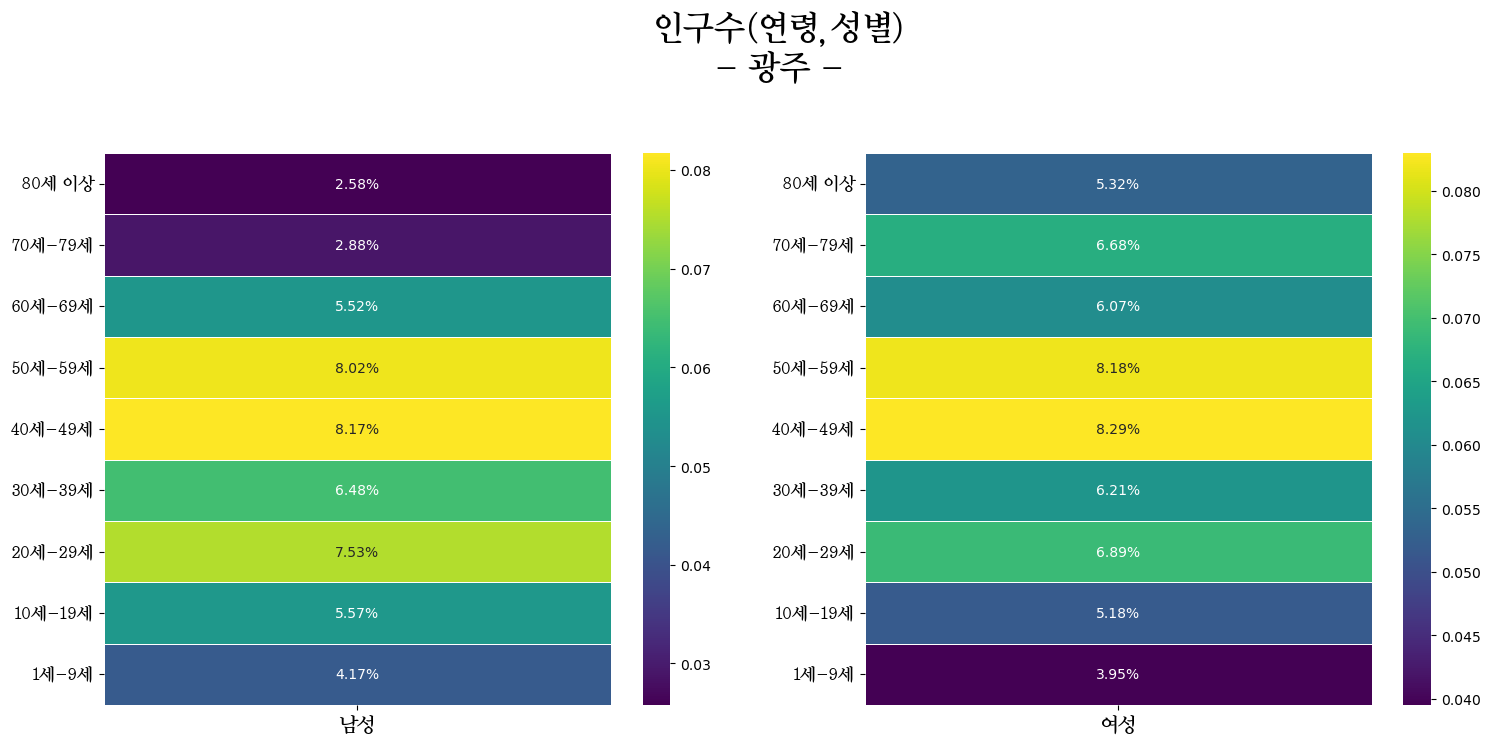 인구수(연령, 성별)
- 광주 -
80세 이상
70세-79세
60세-69세
50세-59세
40세-49세
30세-39세
20세-29세
10세-19세
1세-9세
2.58%
2.88%
5.52%
8.02%
8.17%
6.48%
7.53%
5.57%
4.17%
남성
0.08
0.07
0.06
0.05
0.04
0.03
80세 이상
70세-79세
60세-69세
50세-59세
40세-49세
30세-39세
20세-29세
10세-19세
1세-9세
5.32%
6.68%
6.07%
8.18%
8.29%
6.21%
6.89%
5.18%
3.95%
여성
0.080
0.075
0.070
0.065
0.060
0.055
0.050
0.045
0.040